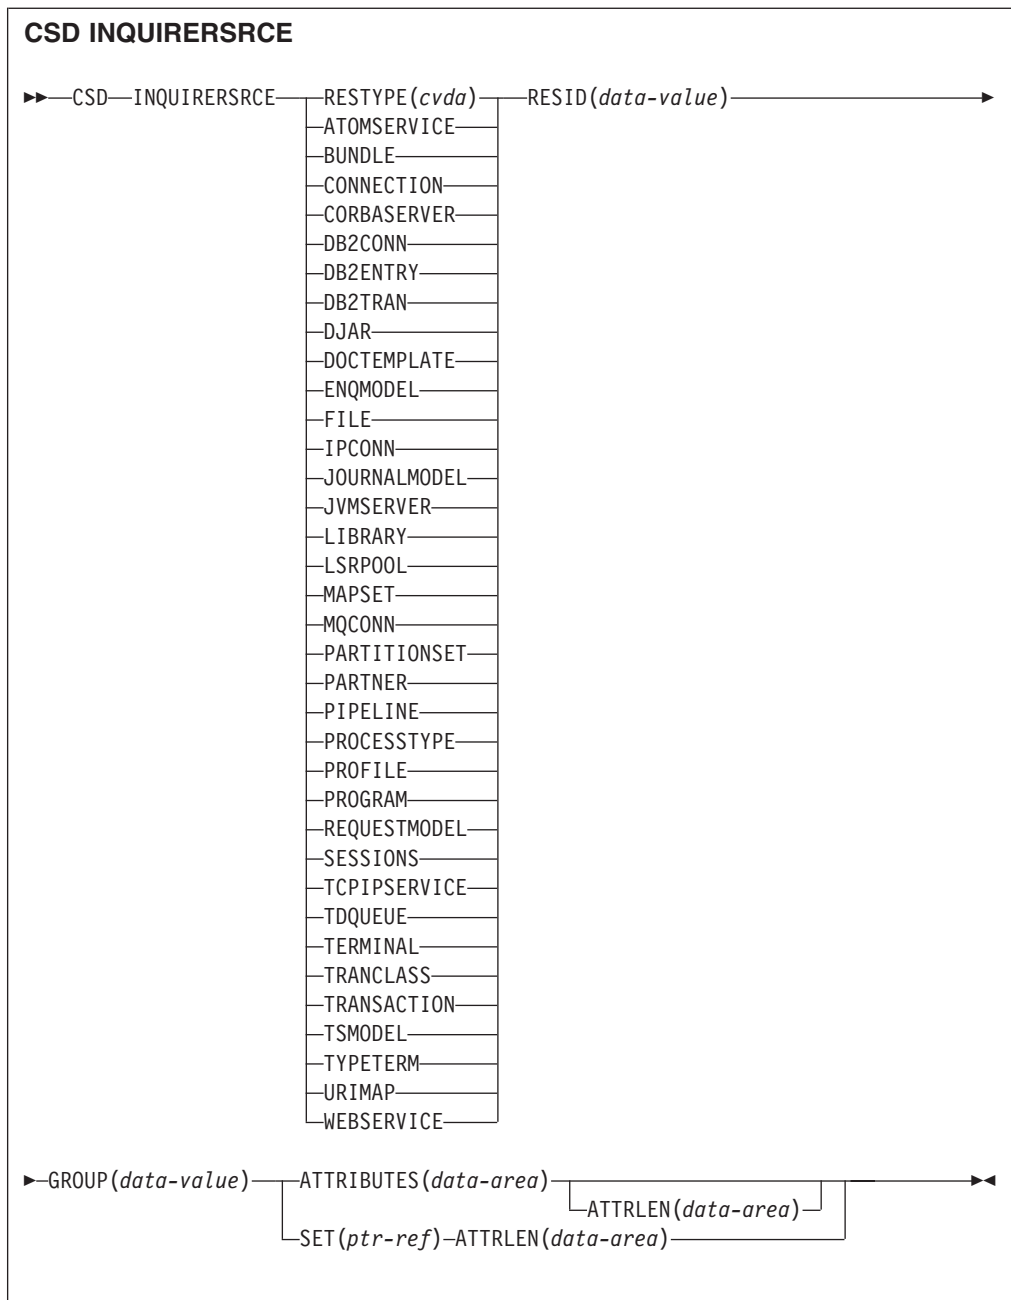 CSD INQUIRERSRCE
CSD INQUIRERSRCE RESTYPE(cvda) RESID(data-value)
ATOMSERVICE
BUNDLE
CONNECTION
CORBASERVER
DB2CONN
DB2ENTRY
DB2TRAN
DJAR
DOCTEMPLATE
ENQMODEL
FILE
IPCONN
JOURNALMODEL
JVMSERVER
LIBRARY
LSRPOOL
MAPSET
MQCONN
PARTITIONSET
PARTNER
PIPELINE
PROCESSTYPE
PROFILE
PROGRAM
REQUESTMODEL
SESSIONS
TCPIPSERVICE
TDQUEUE
TERMINAL
TRANCLASS
TRANSACTION
TSMODEL
TYPETERM
URIMAP
WEBSERVICE
GROUP(data-value) ATTRIBUTES(data-area)
ATTRLEN(data-area)
SET(ptr-ref) ATTRLEN(data-area)